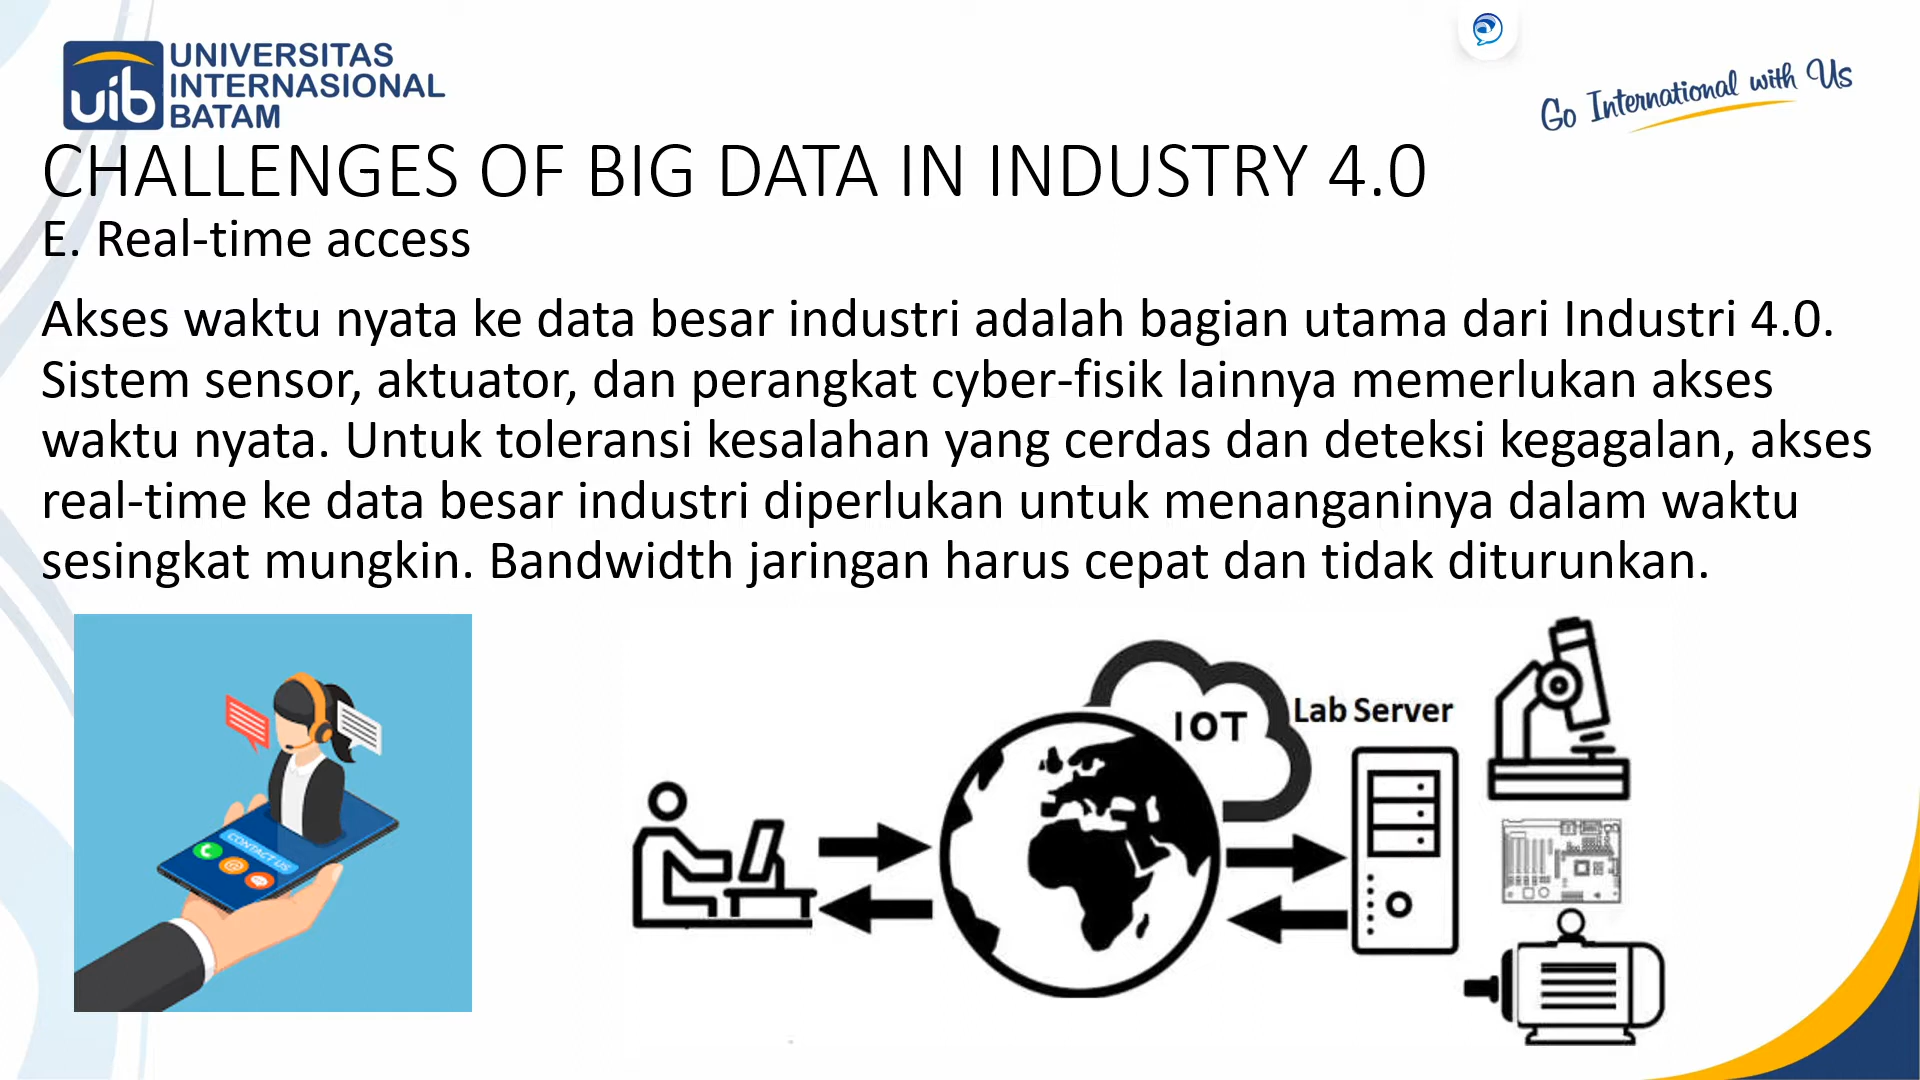 UNIVERSITAS
INTERNASIONAL
BATAM
uib
Go International with Us
CHALLENGES OF BIG DATA IN INDUSTRY 4.0
E. Real-time access
Akses waktu nyata ke data besar industri adalah bagian utama dari Industri 4.0.
Sistem sensor, aktuator, dan perangkat cyber-fisik lainnya memerlukan akses
waktu nyata. Untuk toleransi kesalahan yang cerdas dan deteksi kegagalan, akses
real-time ke data besar industri diperlukan untuk menanganinya dalam waktu
sesingkat mungkin. Bandwidth jaringan harus cepat dan tidak diturunkan.
CONTACT US
IOT
Lab Server